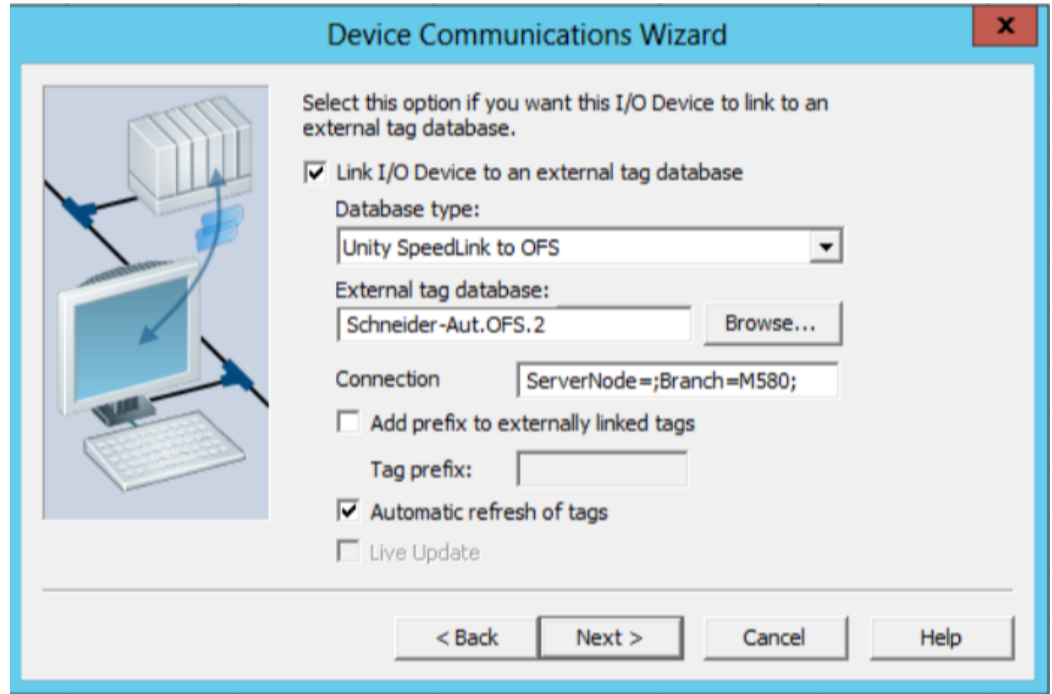 Device Communications Wizard
x
Select this option if you want this I/O Device to link to an
external tag database.
Link I/O Device to an external tag database
Database type:
Unity SpeedLink to OFS
External tag database:
Schneider-Aut.OFS.2
Browse...
Connection
ServerNode=;Branch=M580;
Add prefix to externally linked tags
Tag prefix:
Automatic refresh of tags
Live Update
< Back
Next >
Cancel
Help